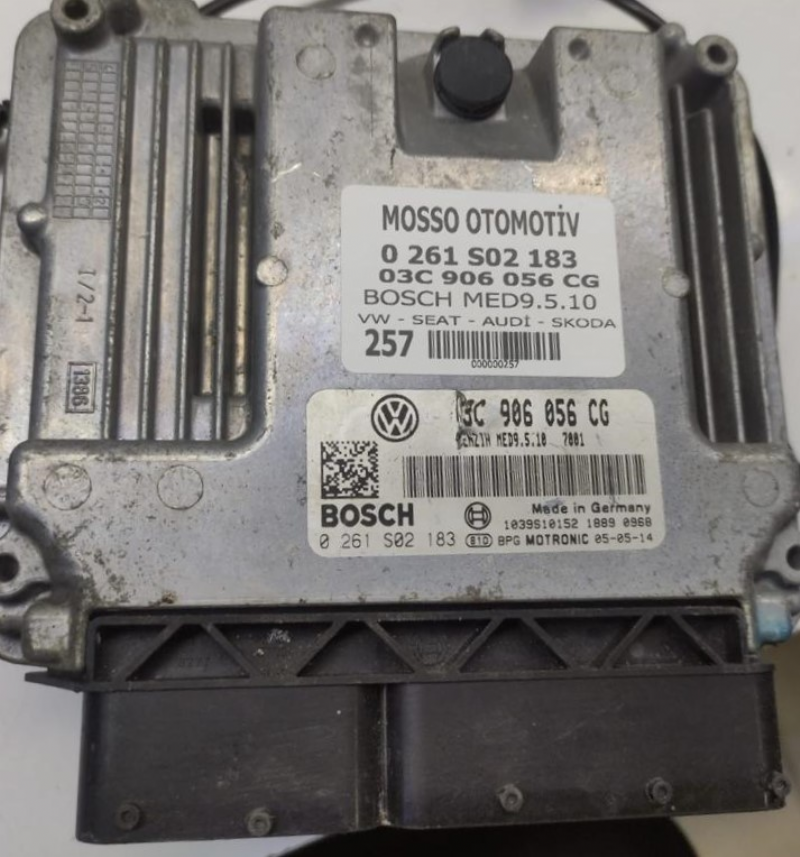 MOSSO OTOMOTİV
0 261 S02 183
03C 906 056 CG
BOSCH MED9.5.10
VW - SEAT - AUDİ - SKODA
257
000000257
3C 906 056 CG
MED9.5.10 7001
BOSCH
Made in Germany
1039S10152 1889 0968
0 261 S02 183 81D BPG MOTRONIC 05-05-14
I/2-1
1386